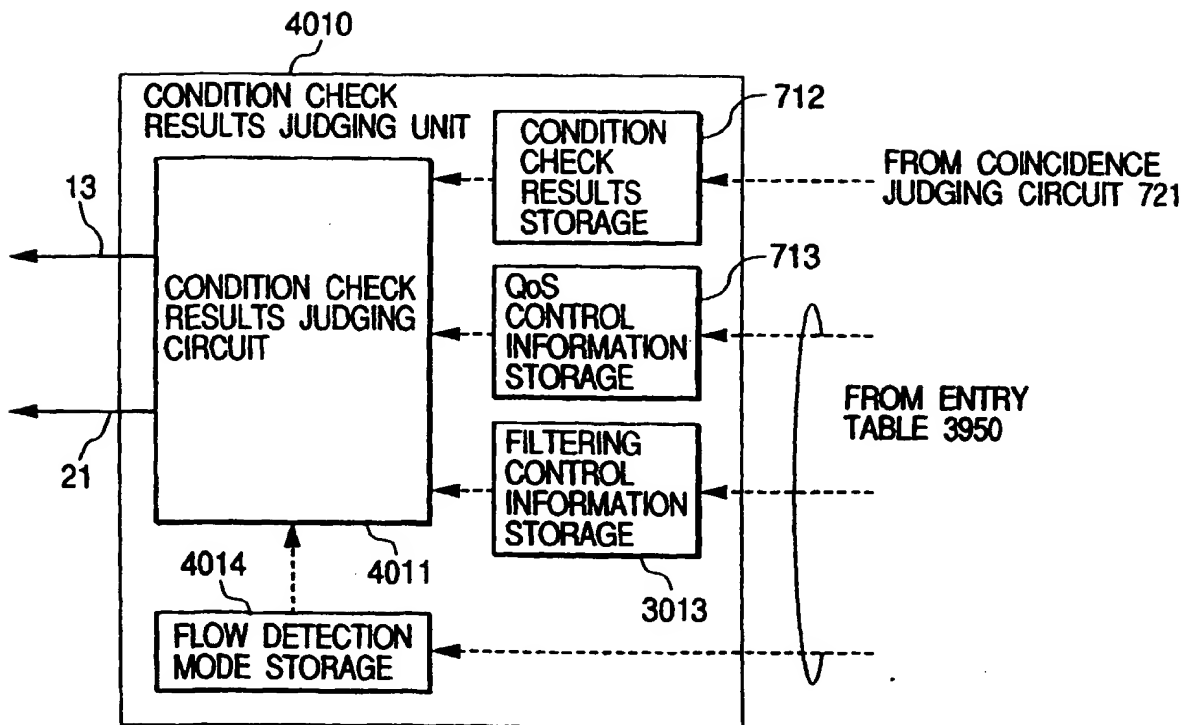 4010
CONDITION CHECK
RESULTS JUDGING UNIT
712
CONDITION
CHECK
RESULTS
STORAGE
FROM COINCIDENCE
JUDGING CIRCUIT 721
13
713
CONDITION CHECK
RESULTS JUDGING
CIRCUIT
QoS
CONTROL
INFORMATION
STORAGE
FROM ENTRY
TABLE 3950
21
FILTERING
CONTROL
INFORMATION
STORAGE
4014
4011
3013
FLOW DETECTION
MODE STORAGE